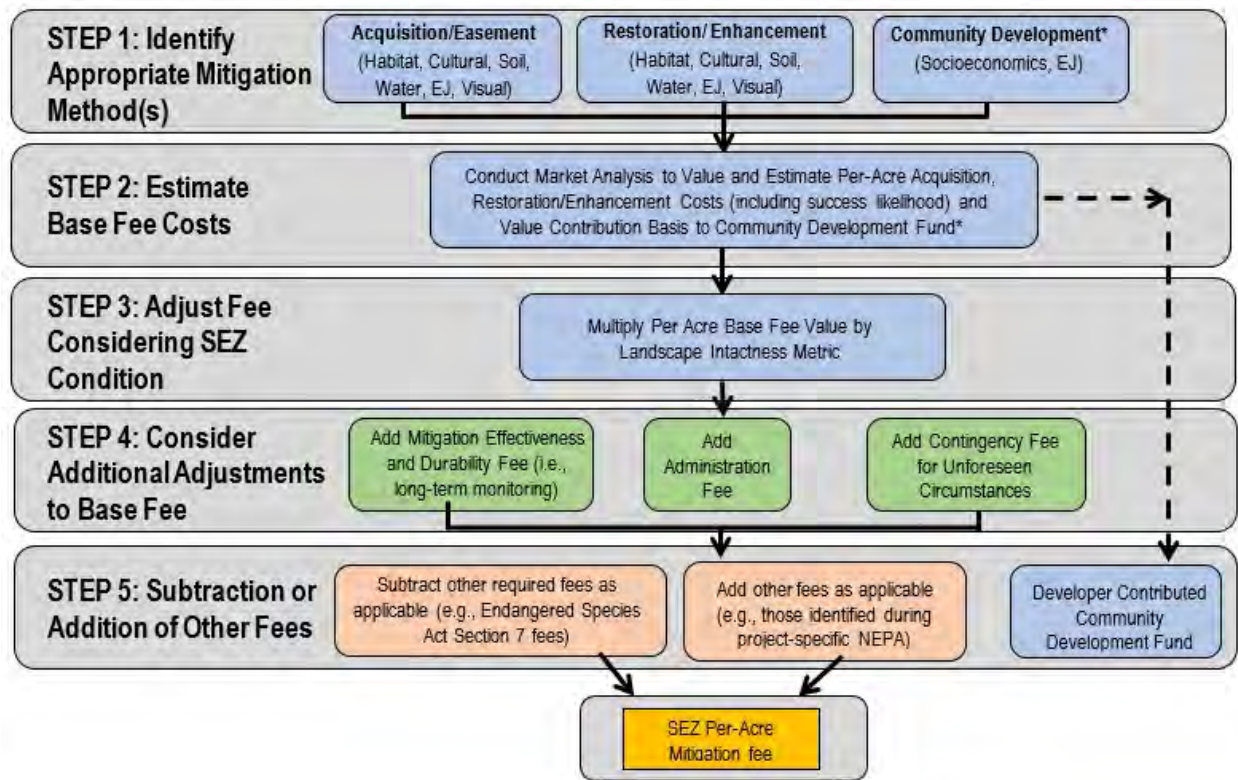 STEP 1: Identify
Appropriate Mitigation
Method(s)
Acquisition/Easement
(Habitat, Cultural, Soil,
Water, EJ, Visual)
Restoration/ Enhancement
(Habitat, Cultural, Soil,
Water, EJ, Visual)
Community Development*
(Socioeconomics, EJ)
STEP 2: Estimate
Base Fee Costs
Conduct Market Analysis to Value and Estimate Per-Acre Acquisition,
Restoration/Enhancement Costs (including success likelihood) and
Value Contribution Basis to Community Development Fund*
STEP 3: Adjust Fee
Considering SEZ
Condition
Multiply Per Acre Base Fee Value by
Landscape Intactness Metric
STEP 4: Consider
Additional Adjustments
to Base Fee
Add Mitigation Effectiveness
and Durability Fee (i.e.,
long-term monitoring)
Add
Administration
Fee
Add Contingency Fee
for Unforeseen
Circumstances
STEP 5: Subtraction or
Addition of Other Fees
Subtract other required fees as
applicable (e.g., Endangered Species
Act Section 7 fees)
Add other fees as applicable
(e.g., those identified during
project-specific NEPA)
Developer Contributed
Community
Development Fund
SEZ Per-Acre
Mitigation fee